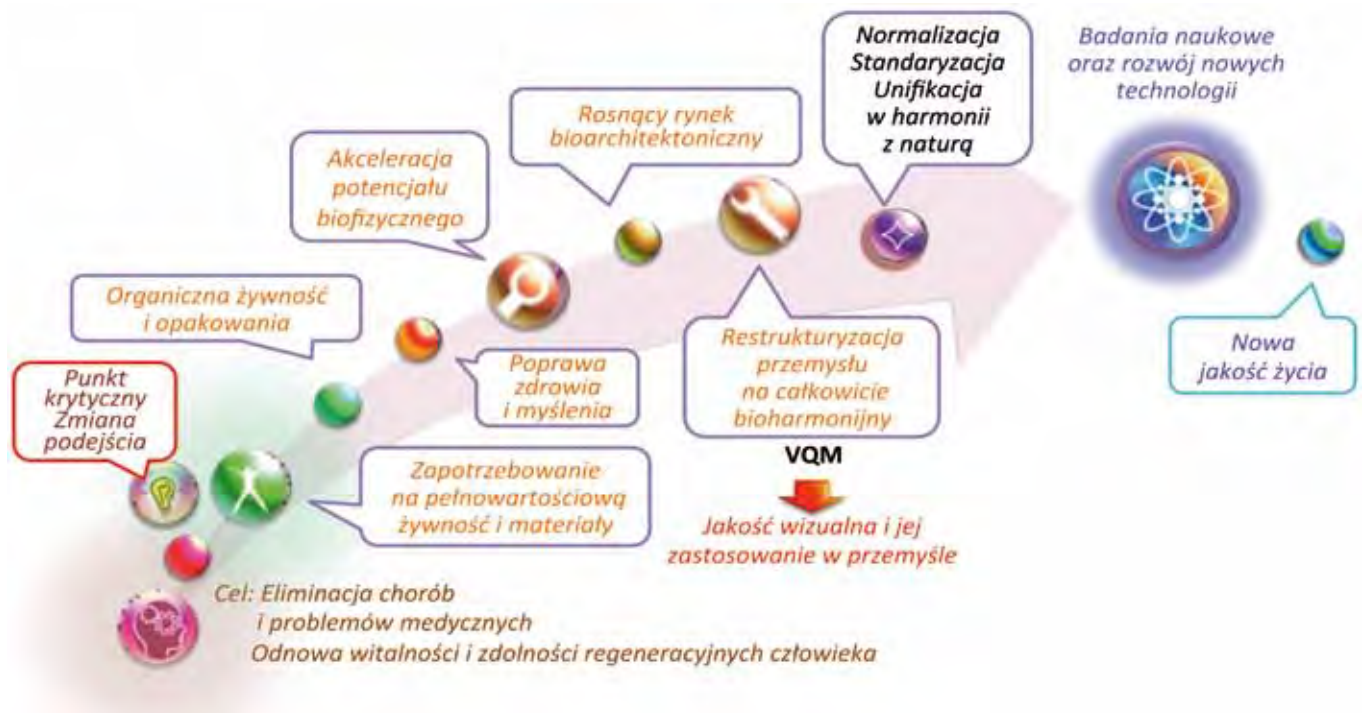 Normalizacja
Standaryzacja
Unifikacja
w harmonii
z naturą
Badania naukowe
oraz rozwój nowych
technologii
Rosnący rynek
bioarchitektoniczny
Akceleracja
potencjału
biofizycznego
Organiczna żywność
i opakowania
Poprawa
zdrowia
i myślenia
Restrukturyzacja
przemysłu
na całkowicie
bioharmonijny
Nowa
jakość życia
Punkt
krytyczny
Zmiana
podejścia
Zapotrzebowanie
na pełnowartościową
żywność i materiały
VQM
Jakość wizualna i jej
zastosowanie w przemyśle
Cel: Eliminacja chorób
i problemów medycznych
Odnowa witalności i zdolności regeneracyjnych człowieka